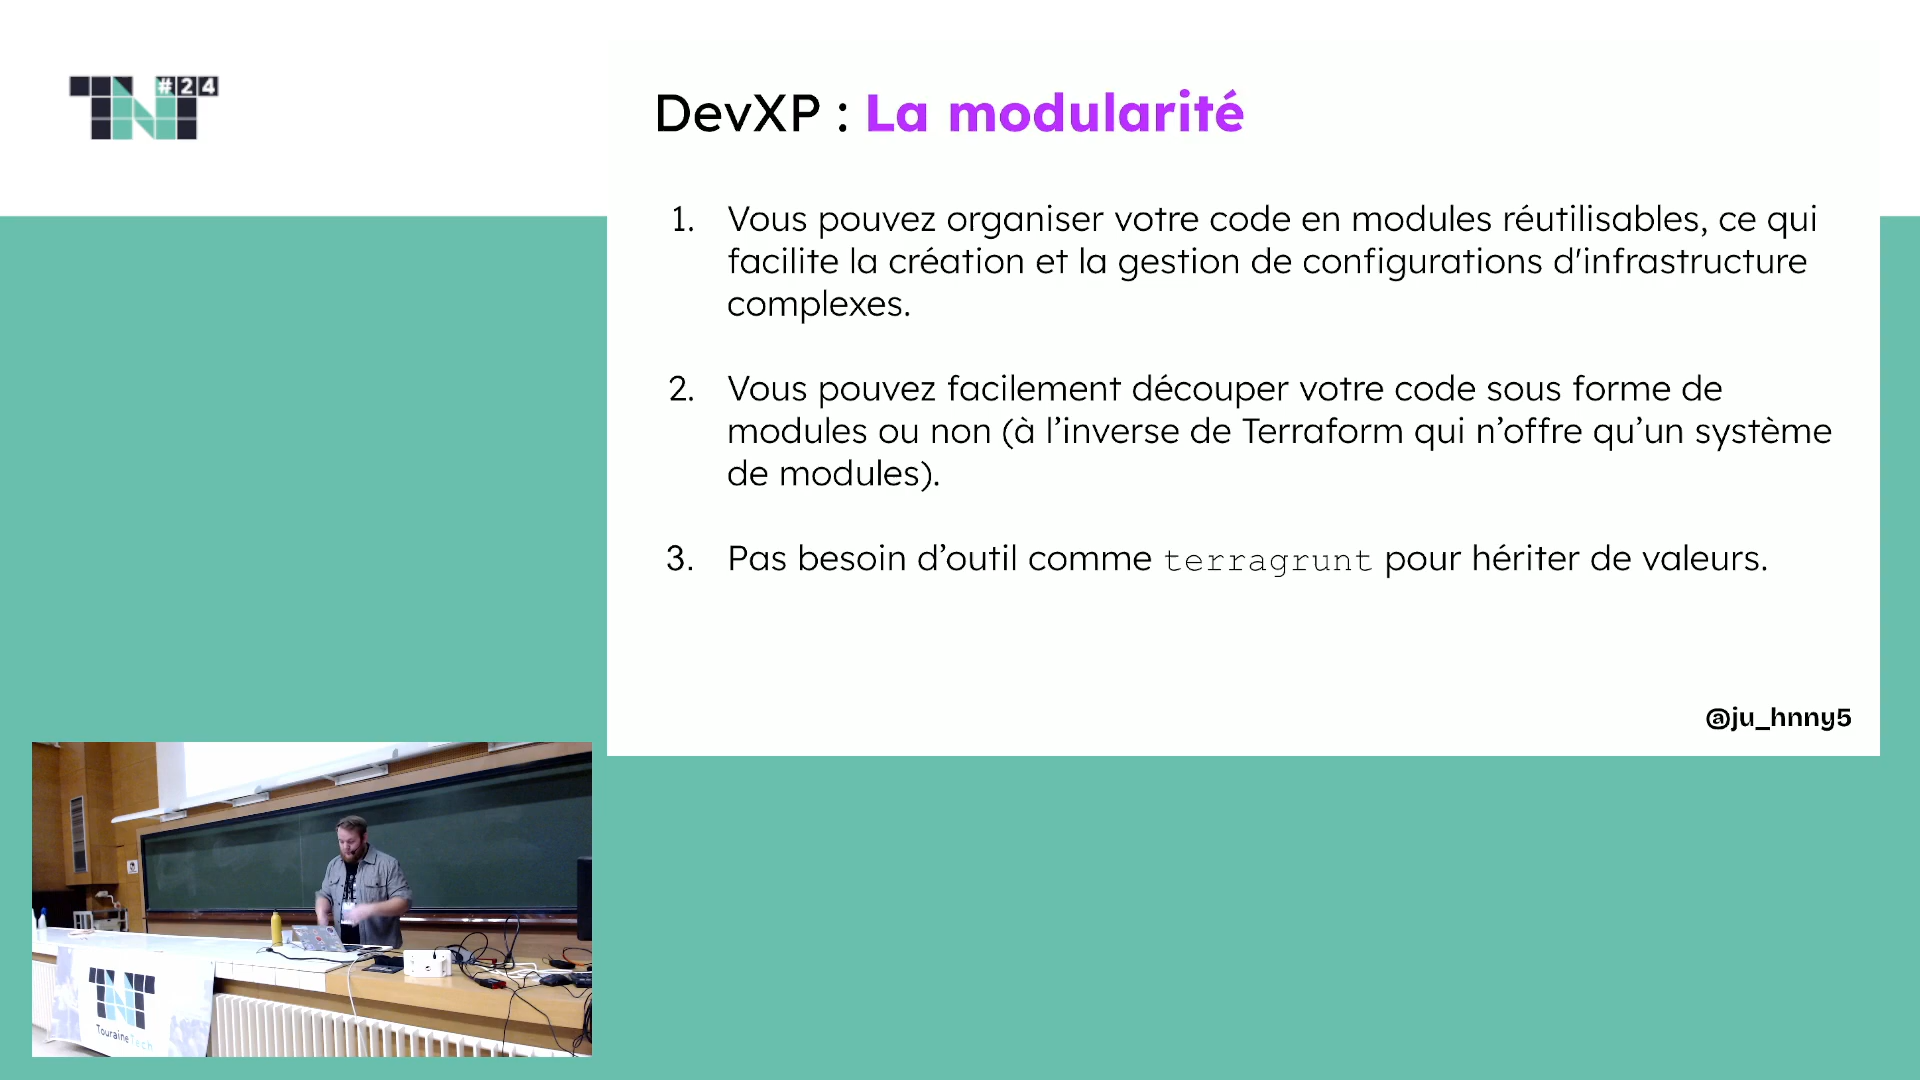 #24
TNT
DevXP : La modularité
1. Vous pouvez organiser votre code en modules réutilisables, ce qui
facilite la création et la gestion de configurations d'infrastructure
complexes.
2. Vous pouvez facilement découper votre code sous forme de
modules ou non (à l’inverse de Terraform qui n’offre qu’un système
de modules).
3. Pas besoin d’outil comme terragrunt pour hériter de valeurs.
@ju_hnny5
TNT
Touraine Tech